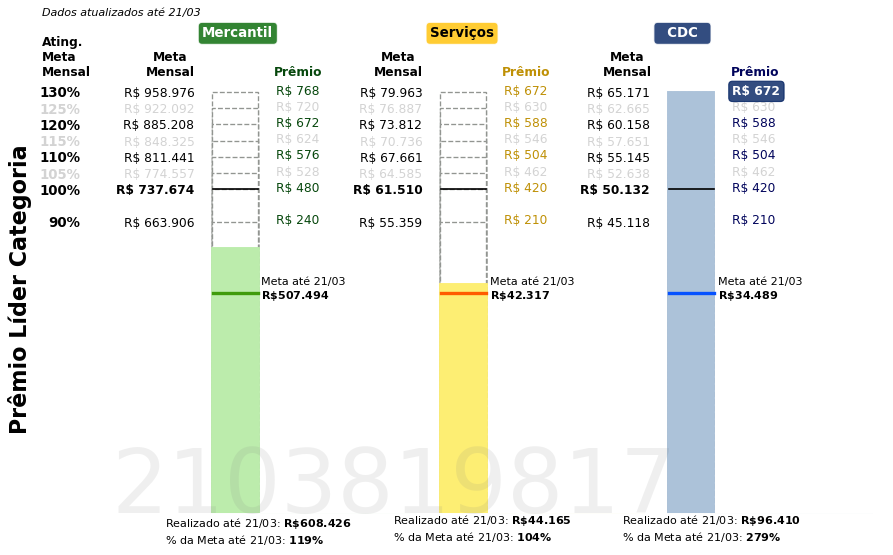 Dados atualizados até 21/03
Mercantil Serviços CDC
Ating. Meta Mensal Meta Mensal Prêmio Meta Mensal Prêmio Meta Mensal Prêmio
130% R$ 958.976 R$ 768 R$ 79.963 R$ 672 R$ 65.171 R$ 672
125% R$ 922.092 R$ 720 R$ 76.887 R$ 630 R$ 62.665 R$ 630
120% R$ 885.208 R$ 672 R$ 73.812 R$ 588 R$ 60.158 R$ 588
115% R$ 848.325 R$ 624 R$ 70.736 R$ 546 R$ 57.651 R$ 546
110% R$ 811.441 R$ 576 R$ 67.661 R$ 504 R$ 55.145 R$ 504
105% R$ 774.557 R$ 528 R$ 64.585 R$ 462 R$ 52.638 R$ 462
100% R$ 737.674 R$ 480 R$ 61.510 R$ 420 R$ 50.132 R$ 420
90% R$ 663.906 R$ 240 R$ 55.359 R$ 210 R$ 45.118 R$ 210
Meta até 21/03 Meta até 21/03 Meta até 21/03
R$507.494 R$42.317 R$34.489
Prêmio Líder Categoria
2103819817
Realizado até 21/03: R$608.426 Realizado até 21/03: R$44.165 Realizado até 21/03: R$96.410
% da Meta até 21/03: 119% % da Meta até 21/03: 104% % da Meta até 21/03: 279%